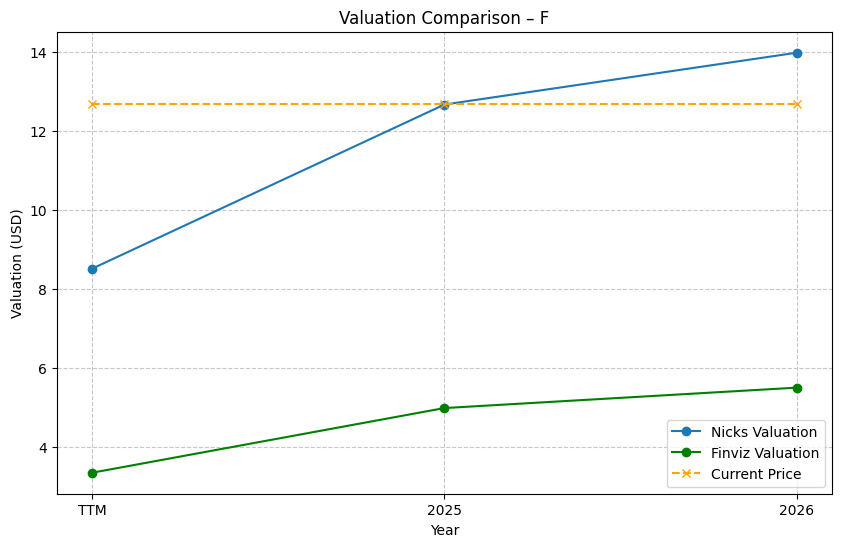 Valuation Comparison – F
Valuation (USD)
14
12
10
8
6
4
TTM
2025
2026
Year
Nicks Valuation
Finviz Valuation
Current Price